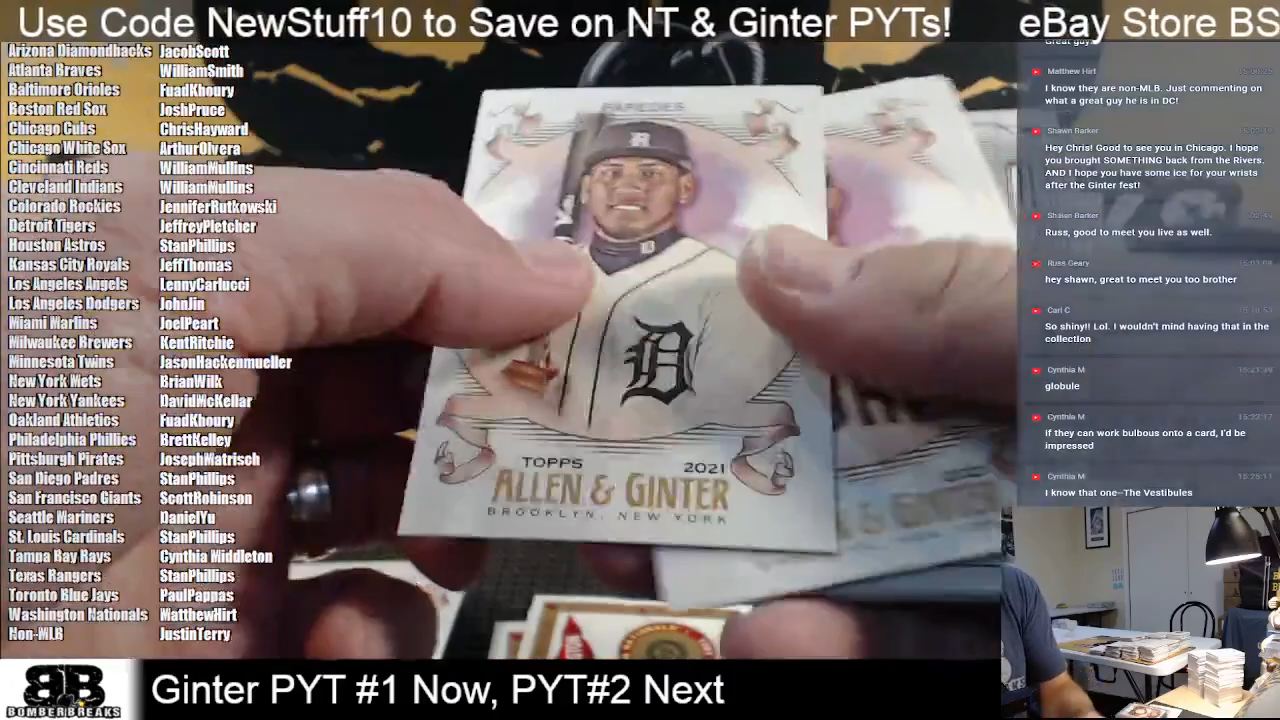 Use Code NewStuff10 to Save on NT & Ginter PYTs!
eBay Store BS
Arizona Diamondbacks JacobScott
Atlanta Braves WilliamSmith
Baltimore Orioles FuadKhoury
Boston Red Sox JoshPruce
Chicago Cubs ChrisHayward
Chicago White Sox ArthurOlvera
Cincinnati Reds WilliamMullins
Cleveland Indians WilliamMullins
Colorado Rockies JenniferRutkowski
Detroit Tigers JeffreyPletcher
Houston Astros StanPhillips
Kansas City Royals JeffThomas
Los Angeles Angels LennyCarlucci
Los Angeles Dodgers JohnJin
Miami Marlins JoelPeart
Milwaukee Brewers KentRitchie
Minnesota Twins JasonHackenmueller
New York Mets BrianWilk
New York Yankees DavidMcKellar
Oakland Athletics FuadKhoury
Philadelphia Phillies BrettKelley
Pittsburgh Pirates JosephWatrisch
San Diego Padres StanPhillips
San Francisco Giants ScottRobinson
Seattle Mariners DanielYu
St. Louis Cardinals StanPhillips
Tampa Bay Rays Cynthia Middleton
Texas Rangers StanPhillips
Toronto Blue Jays PaulPappas
Washington Nationals MatthewHirt
Non-MLB JustinTerry
PAREDES
D
TOPPS 2021
ALLEN & GINTER
BROOKLYN, NEW YORK
Great guy
Matthew Hirt
I know they are non-MLB. Just commenting on
what a great guy he is in DC!
Shawn Barker
Hey Chris! Good to see you in Chicago. I hope
you brought SOMETHING back from the Rivers.
AND I hope you have some ice for your wrists
after the Ginter fest!
Shawn Barker
Russ, good to meet you live as well.
Russ Geary
hey shawn, great to meet you too brother
Carl C
So shiny!! Lol. I wouldn't mind having that in the
collection
Cynthia M
globule
Cynthia M
if they can work bulbous onto a card, I'd be
impressed
Cynthia M
I know that one--The Vestibules
BB
BOMBERBREAKS
Ginter PYT #1 Now, PYT#2 Next